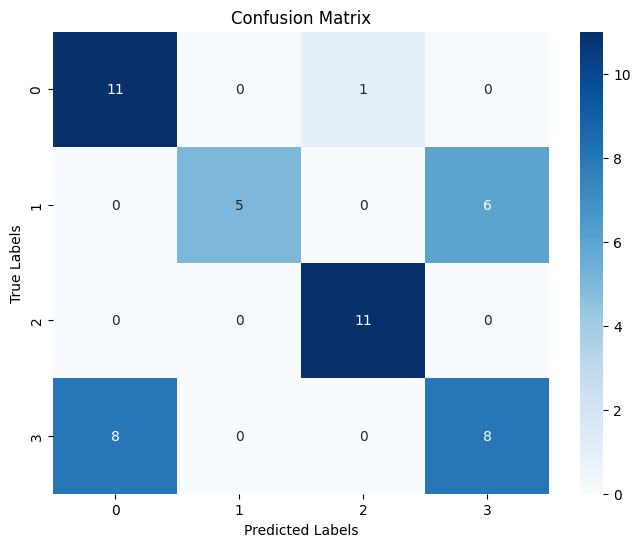 Confusion Matrix
True Labels
0 11 0 1 0
1 0 5 0 6
2 0 0 11 0
3 8 0 0 8
0 1 2 3
Predicted Labels
10
8
6
4
2
0